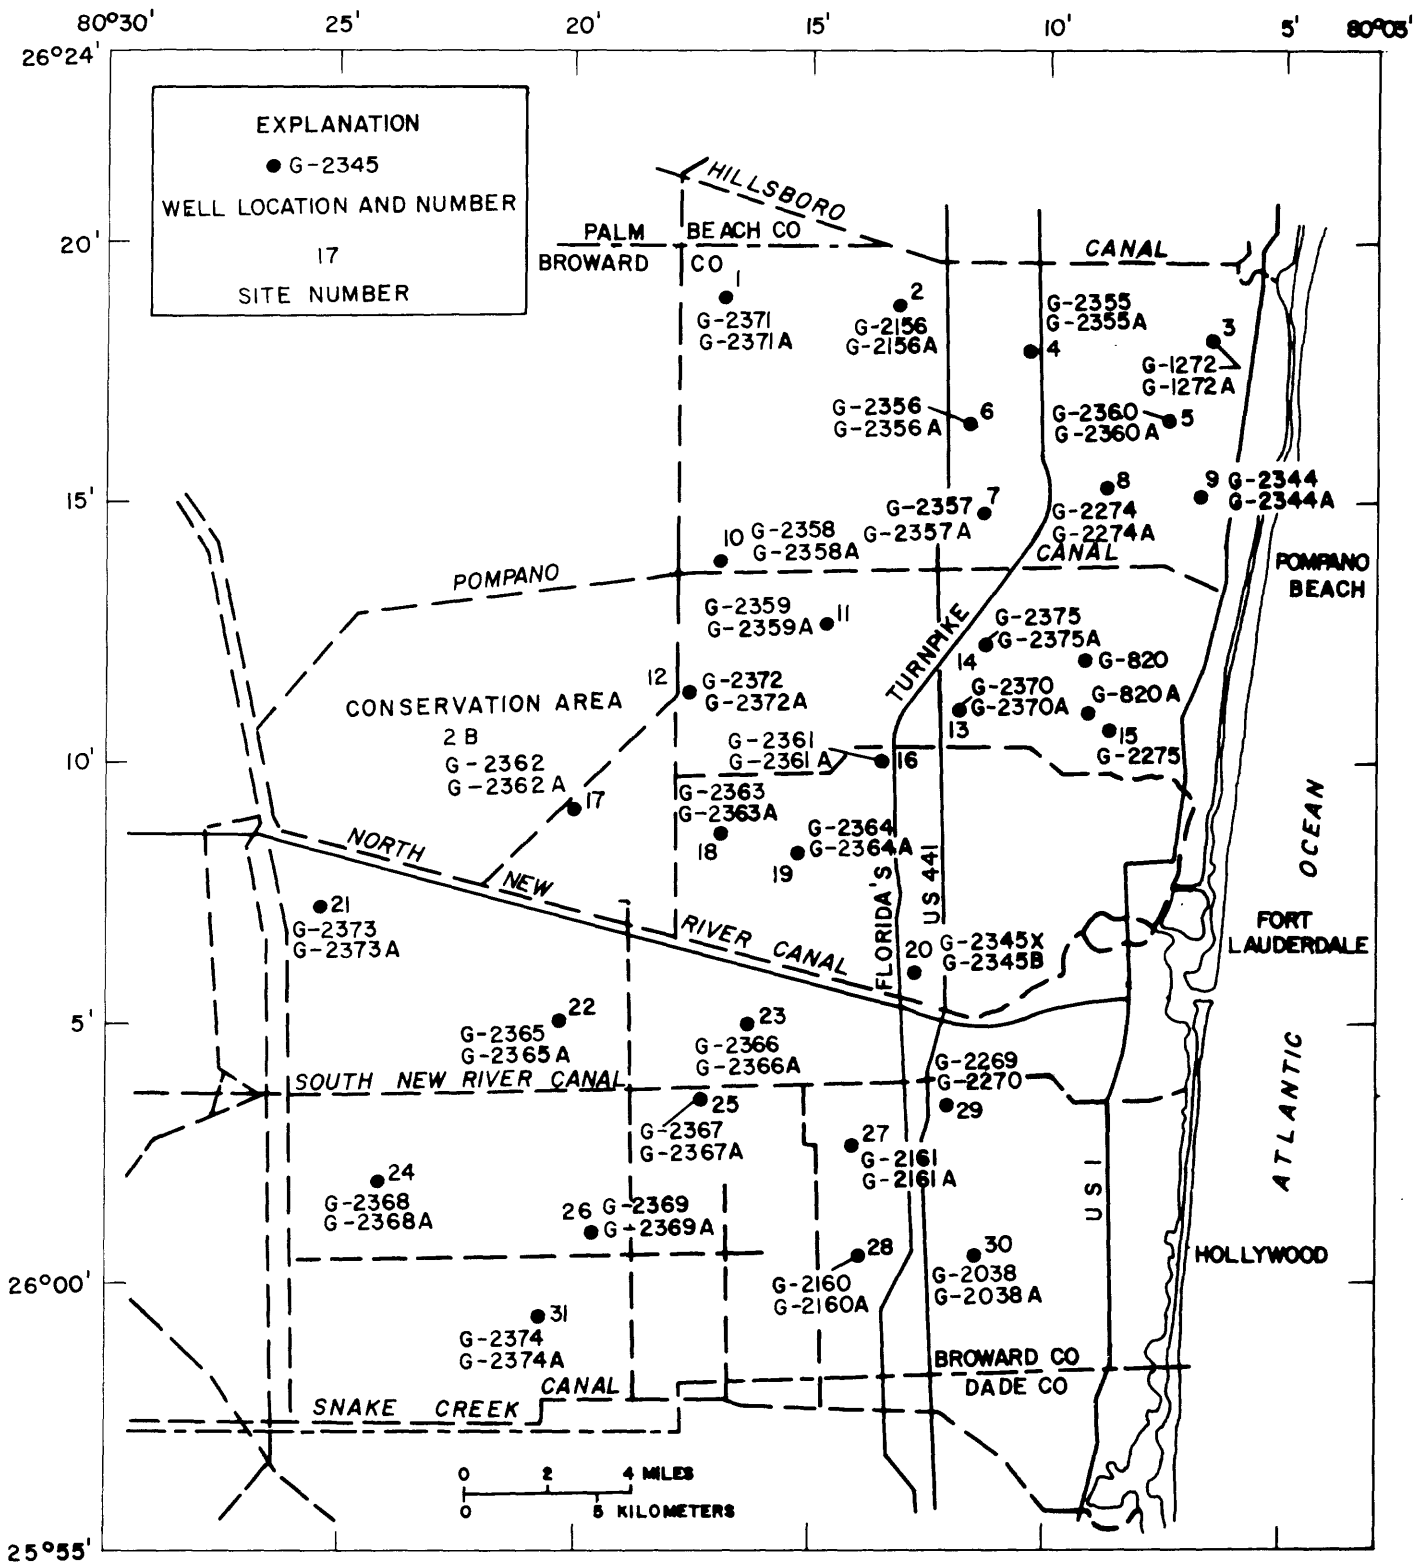 80°30'
25'
20'
15'
10'
5'
80°05'
26°24'
EXPLANATION
G-2345
WELL LOCATION AND NUMBER
17
SITE NUMBER
HILLSBORO
PALM BEACH CO
CANAL
20'
BROWARD CO
1
G-2371
G-2371A
2
G-2156
G-2156A
G-2355
G-2355A
4
3
G-1272
G-1272A
G-2356
G-2356A
6
G-2360
G-2360A
5
15'
G-2357
G-2357A
7
8
G-2274
G-2274A
9
G-2344
G-2344A
10
G-2358
G-2358A
CANAL
POMPANO
BEACH
POMPANO
G-2359
G-2359A
11
TURNPIKE
G-2375
G-2375A
14
G-820
12
G-2372
G-2372A
G-2370
G-2370A
13
G-820A
15
G-2275
CONSERVATION AREA
2B
G-2362
G-2362A
17
10'
G-2361
G-2361A
16
G-2363
G-2363A
18
G-2364
G-2364A
19
OCEAN
NORTH
NEW
RIVER CANAL
FLORIDA'S
US 441
21
G-2373
G-2373A
20
G-2345X
G-2345B
FORT
LAUDERDALE
5'
22
G-2365
G-2365A
23
G-2366
G-2366A
ATLANTIC
SOUTH NEW RIVER CANAL
G-2269
G-2270
29
25
G-2367
G-2367A
27
G-2161
G-2161A
24
G-2368
G-2368A
US 1
26
G-2369
G-2369A
28
G-2160
G-2160A
30
G-2038
G-2038A
HOLLYWOOD
26°00'
31
G-2374
G-2374A
BROWARD CO
DADE CO
CANAL
SNAKE CREEK
0 2 4 MILES
0 5 KILOMETERS
25°55'